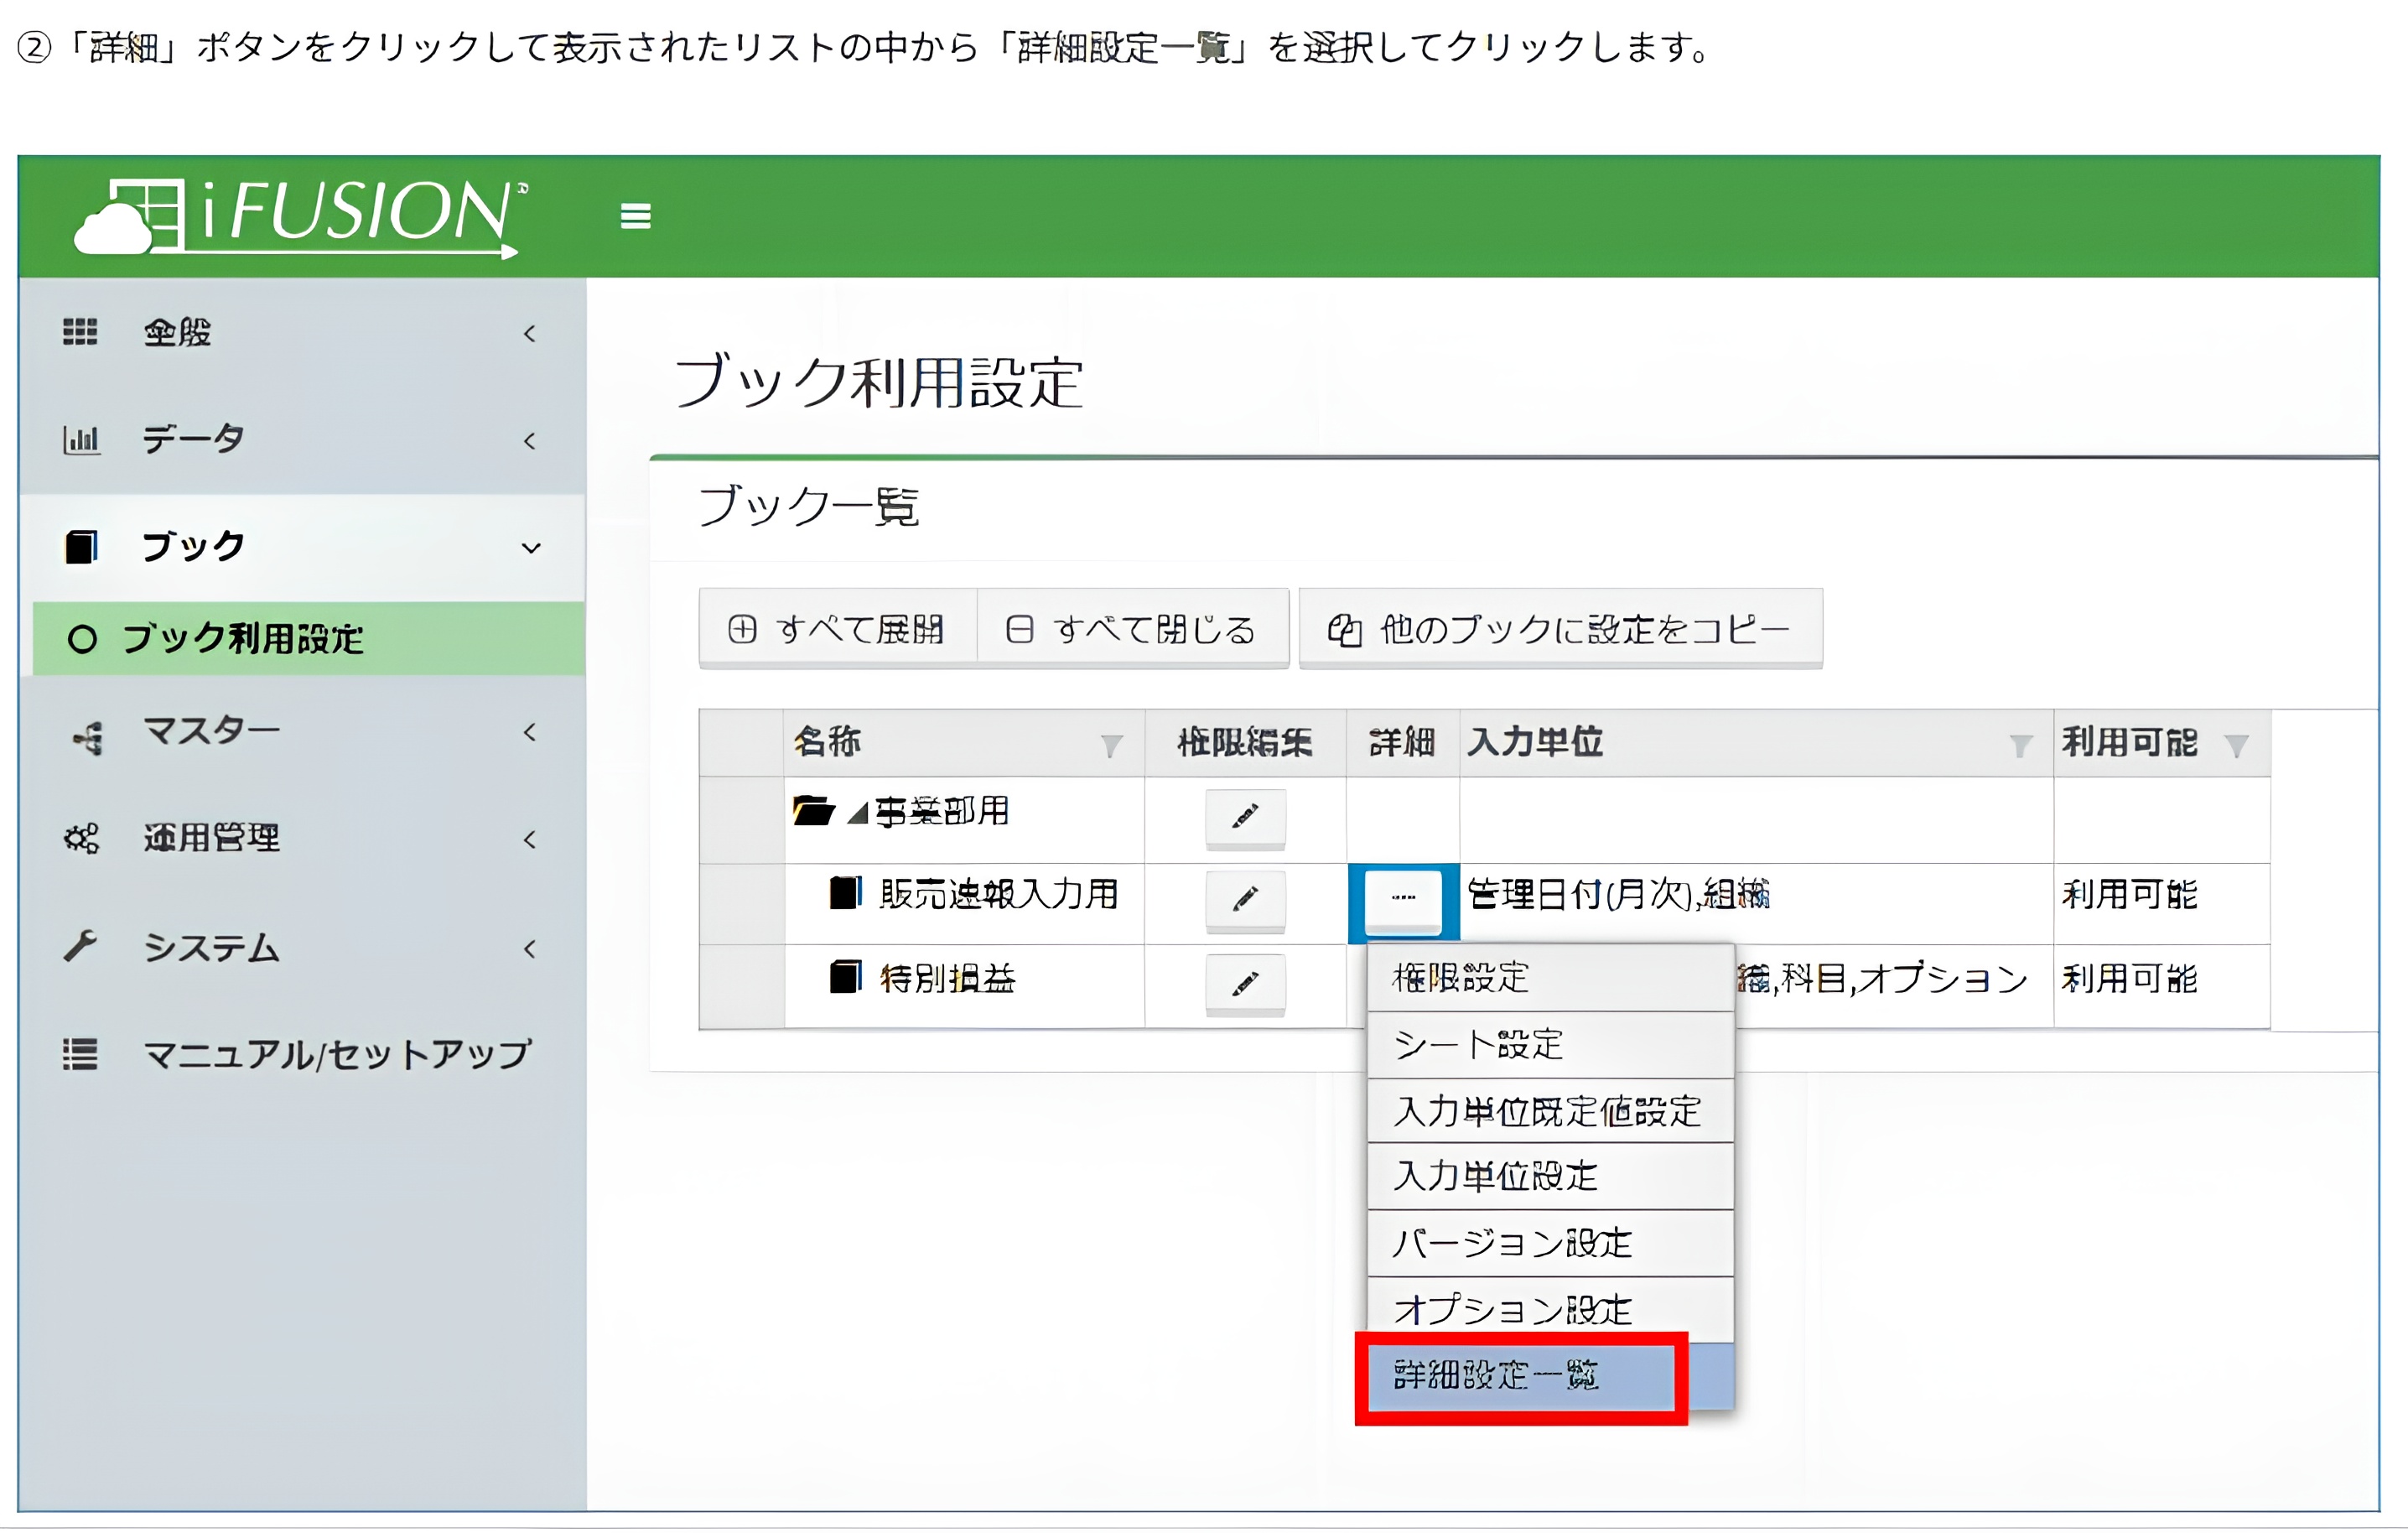 ②「詳細」ボタンをクリックして表示されたリストの中から「詳細設定一覧」を選択してクリックします。
iFUSION®
全般
データ
ブック
ブック利用設定
マスター
運用管理
システム
マニュアル/セットアップ
ブック利用設定
ブック一覧
すべて展開 すべて閉じる 他のブックに設定をコピー
名称 権限編集 詳細 入力単位 利用可能
事業部用
販売速報入力用 ... 管理日付(月次),組織 利用可能
特別損益 織,科目,オプション 利用可能
権限設定
シート設定
入力単位既定値設定
入力単位設定
バージョン設定
オプション設定
詳細設定一覧